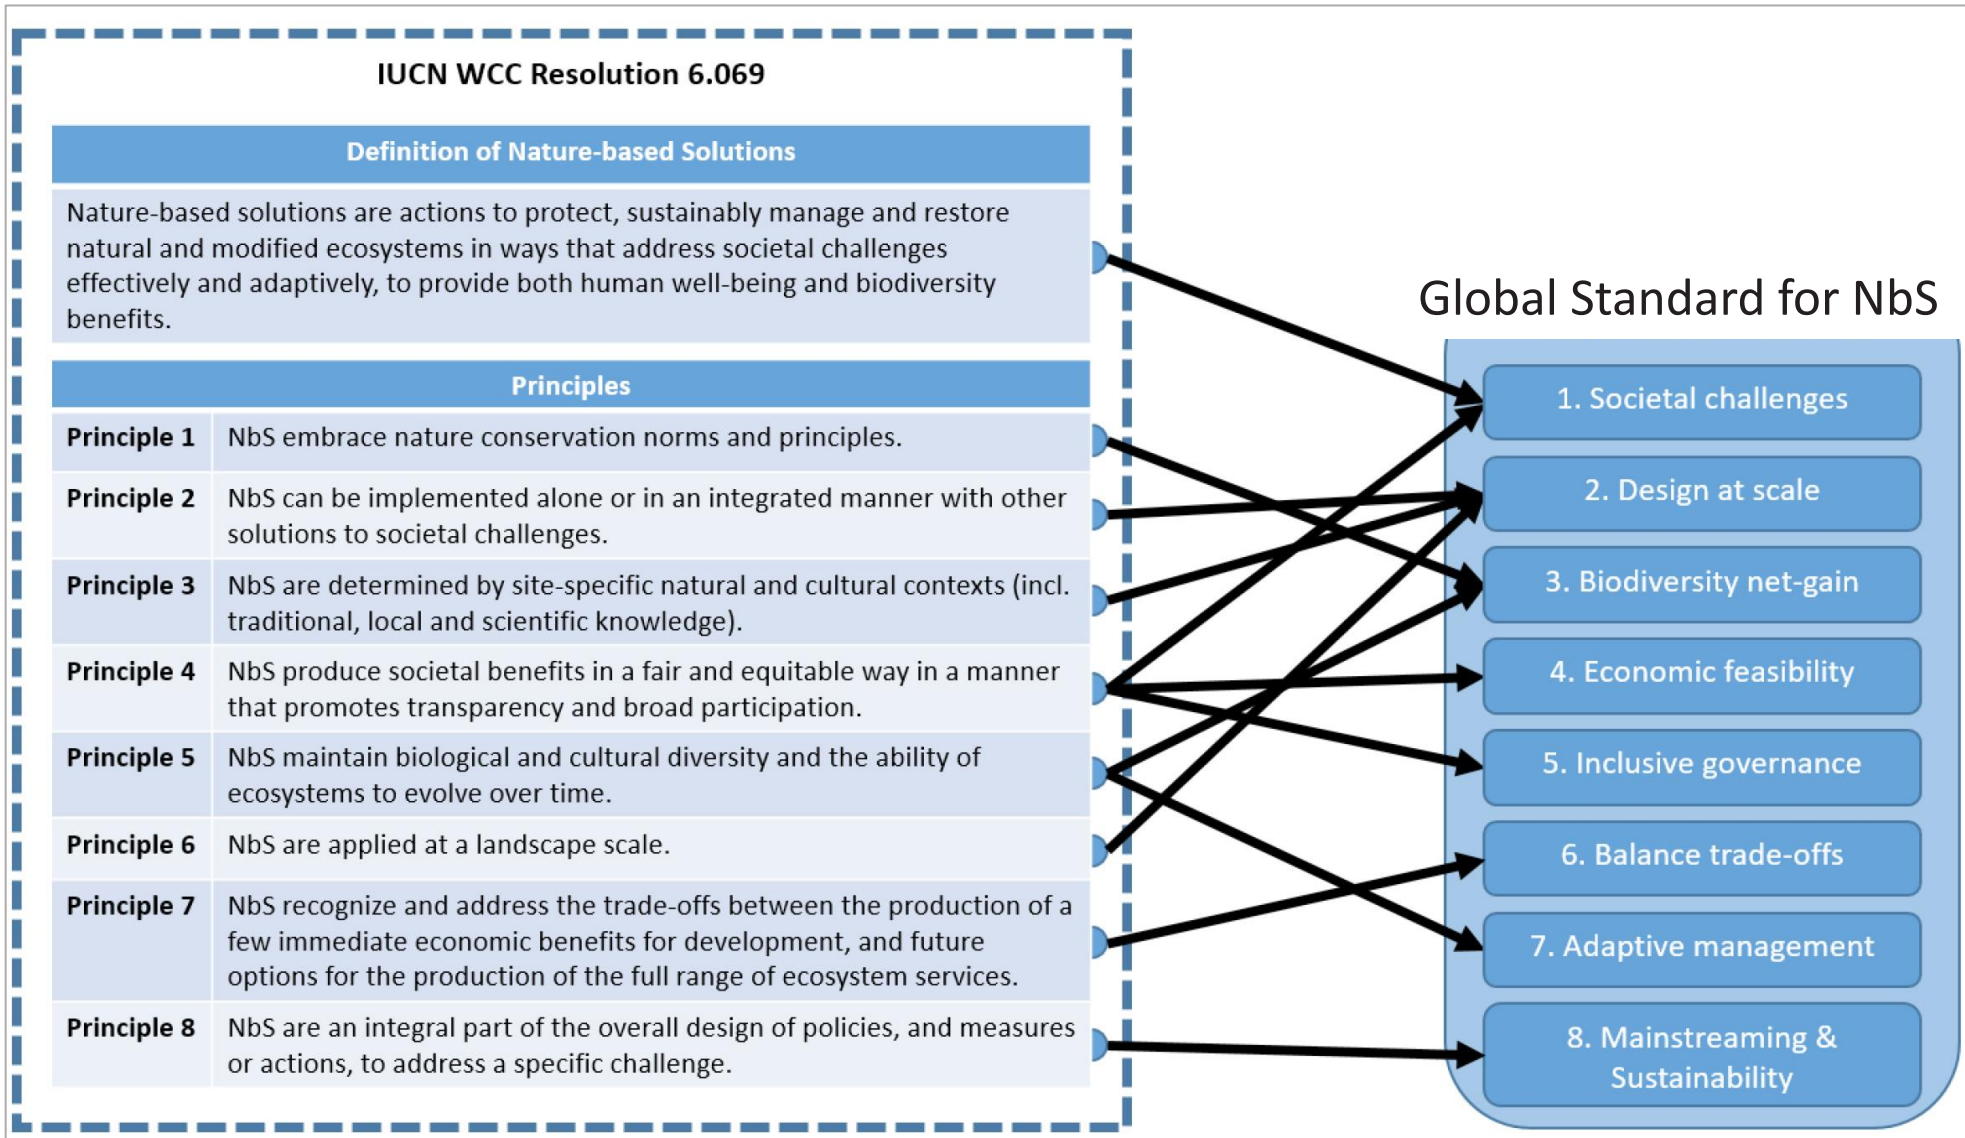 IUCN WCC Resolution 6.069
Definition of Nature-based Solutions
Nature-based solutions are actions to protect, sustainably manage and restore
natural and modified ecosystems in ways that address societal challenges
effectively and adaptively, to provide both human well-being and biodiversity
benefits.
Principles
Principle 1 NbS embrace nature conservation norms and principles.
Principle 2 NbS can be implemented alone or in an integrated manner with other
solutions to societal challenges.
Principle 3 NbS are determined by site-specific natural and cultural contexts (incl.
traditional, local and scientific knowledge).
Principle 4 NbS produce societal benefits in a fair and equitable way in a manner
that promotes transparency and broad participation.
Principle 5 NbS maintain biological and cultural diversity and the ability of
ecosystems to evolve over time.
Principle 6 NbS are applied at a landscape scale.
Principle 7 NbS recognize and address the trade-offs between the production of a
few immediate economic benefits for development, and future
options for the production of the full range of ecosystem services.
Principle 8 NbS are an integral part of the overall design of policies, and measures
or actions, to address a specific challenge.
Global Standard for NbS
1. Societal challenges
2. Design at scale
3. Biodiversity net-gain
4. Economic feasibility
5. Inclusive governance
6. Balance trade-offs
7. Adaptive management
8. Mainstreaming &
Sustainability